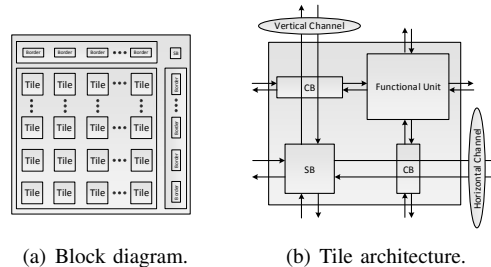 Border Border Border Border SB
Tile Tile Tile Tile Border
Tile Tile Tile Tile Border
Tile Tile Tile Tile Border
Tile Tile Tile Tile Border
(a) Block diagram.
Vertical Channel
CB
Functional Unit
SB
CB
Horizontal Channel
(b) Tile architecture.